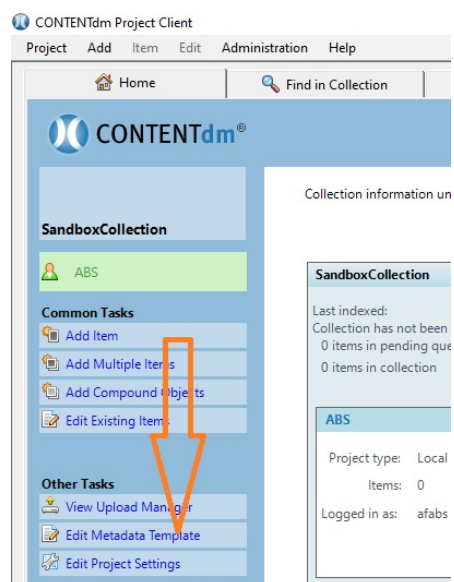 CONTENTdm Project Client
Project Add Item Edit Administration Help
Home
Find in Collection
CONTENTdm®
Collection information un
SandboxCollection
ABS
Common Tasks
Add Item
Add Multiple Items
Add Compound Objects
Edit Existing Items
Other Tasks
View Upload Manager
Edit Metadata Template
Edit Project Settings
SandboxCollection
Last indexed:
Collection has not been
0 items in pending que
0 items in collection
ABS
Project type: Local
Items: 0
Logged in as: afabs